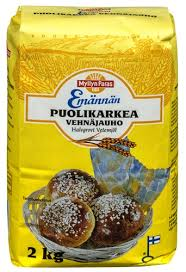 Myllyn Paras
Emännän
PUOLIKARKEA
VEHNÄJAUHO
Halvgrovt Vetemjöl
2 kg